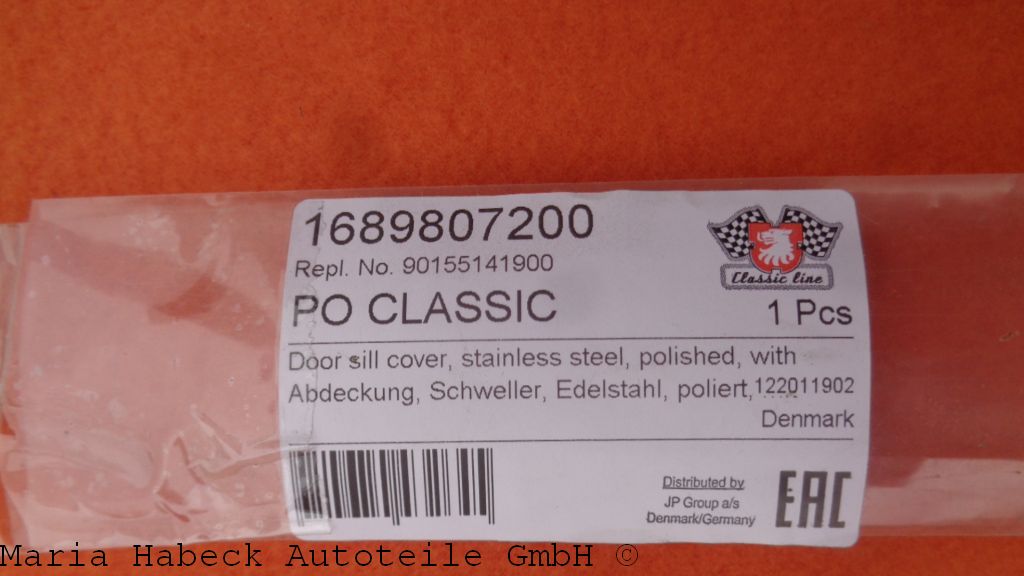 1689807200
Repl. No. 90155141900
Classic line
PO CLASSIC
1 Pcs
Door sill cover, stainless steel, polished, with
Abdeckung, Schweller, Edelstahl, poliert, 122011902
Denmark
Distributed by
JP Group a/s
Denmark/Germany
EAC
Maria Habeck Autoteile GmbH ©